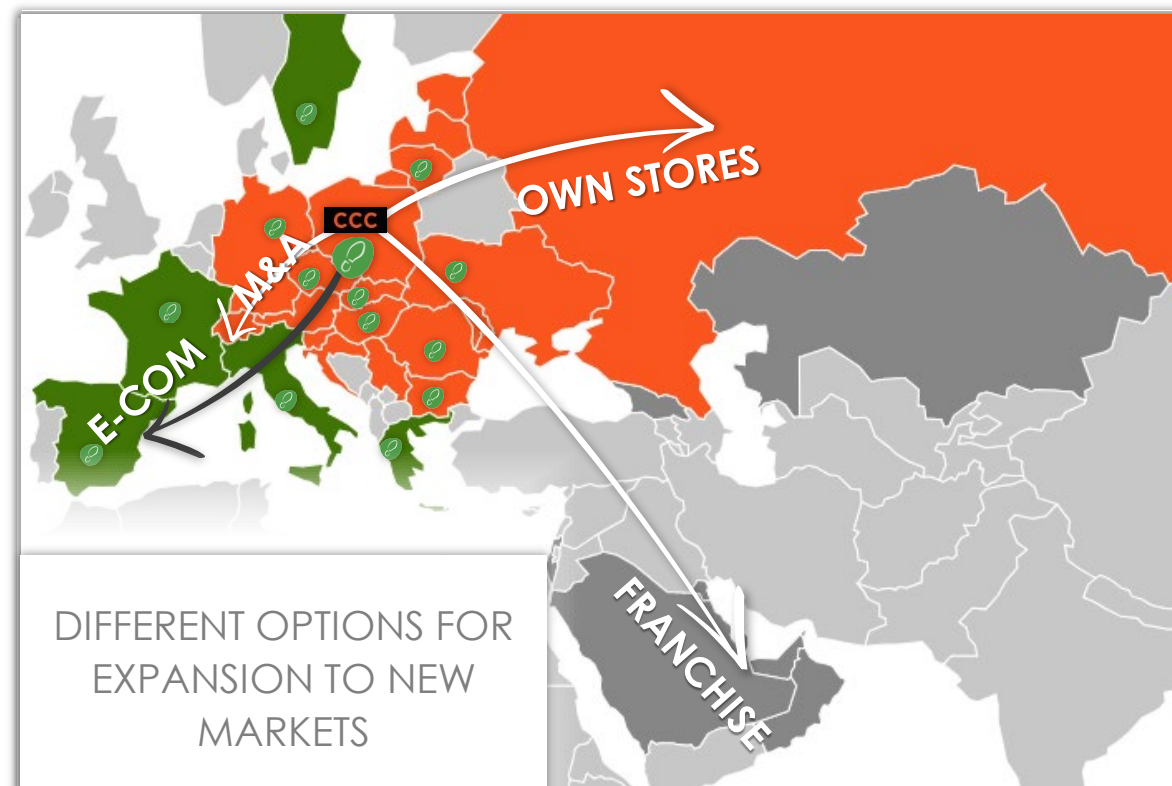 OWN STORES
CCC
M&A
E-COM
FRANCHISE
DIFFERENT OPTIONS FOR
EXPANSION TO NEW
MARKETS